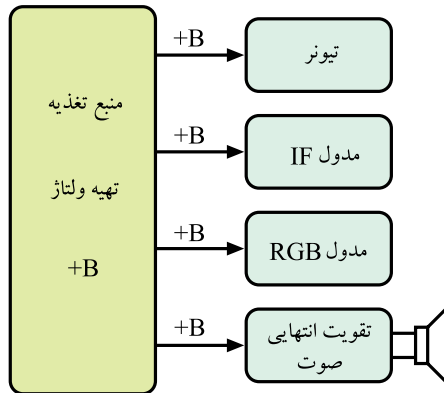 منبع تغذیه
تهیه ولتاژ
+B
+B
تیونر
+B
مدول IF
+B
مدول RGB
+B
تقویت انتهایی
صوت